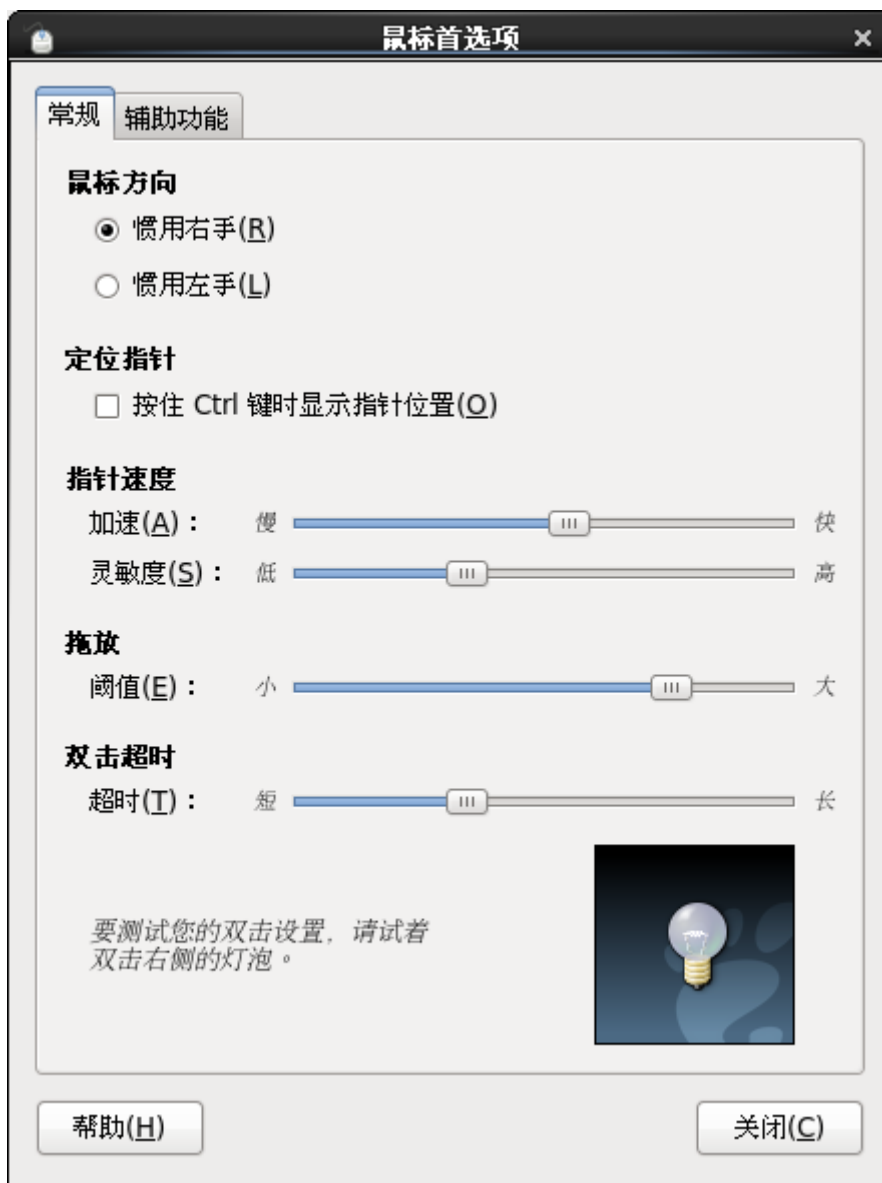 鼠标首选项
常规 辅助功能
鼠标方向
惯用右手(R)
惯用左手(L)
定位指针
按住 Ctrl 键时显示指针位置(O)
指针速度
加速(A)： 慢 快
灵敏度(S)： 低 高
拖放
阈值(E)： 小 大
双击超时
超时(T)： 短 长
要测试您的双击设置，请试着
双击右侧的灯泡。
帮助(H) 关闭(C)